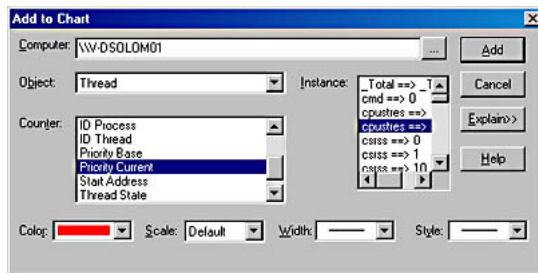 Add to Chart
Computer: \\V-DSOLOM01
... Add
Object: Thread
Instance: _Total ==> _T
cmd ==> 0
cpustres ==>
cpustres ==>
csrss ==> 0
csrss ==> 1
csrss ==> 10
Cancel
Explain>>
Help
Counter: ID Process
ID Thread
Priority Base
Priority Current
Start Address
Thread State
Color: Scale: Default Width: Style: